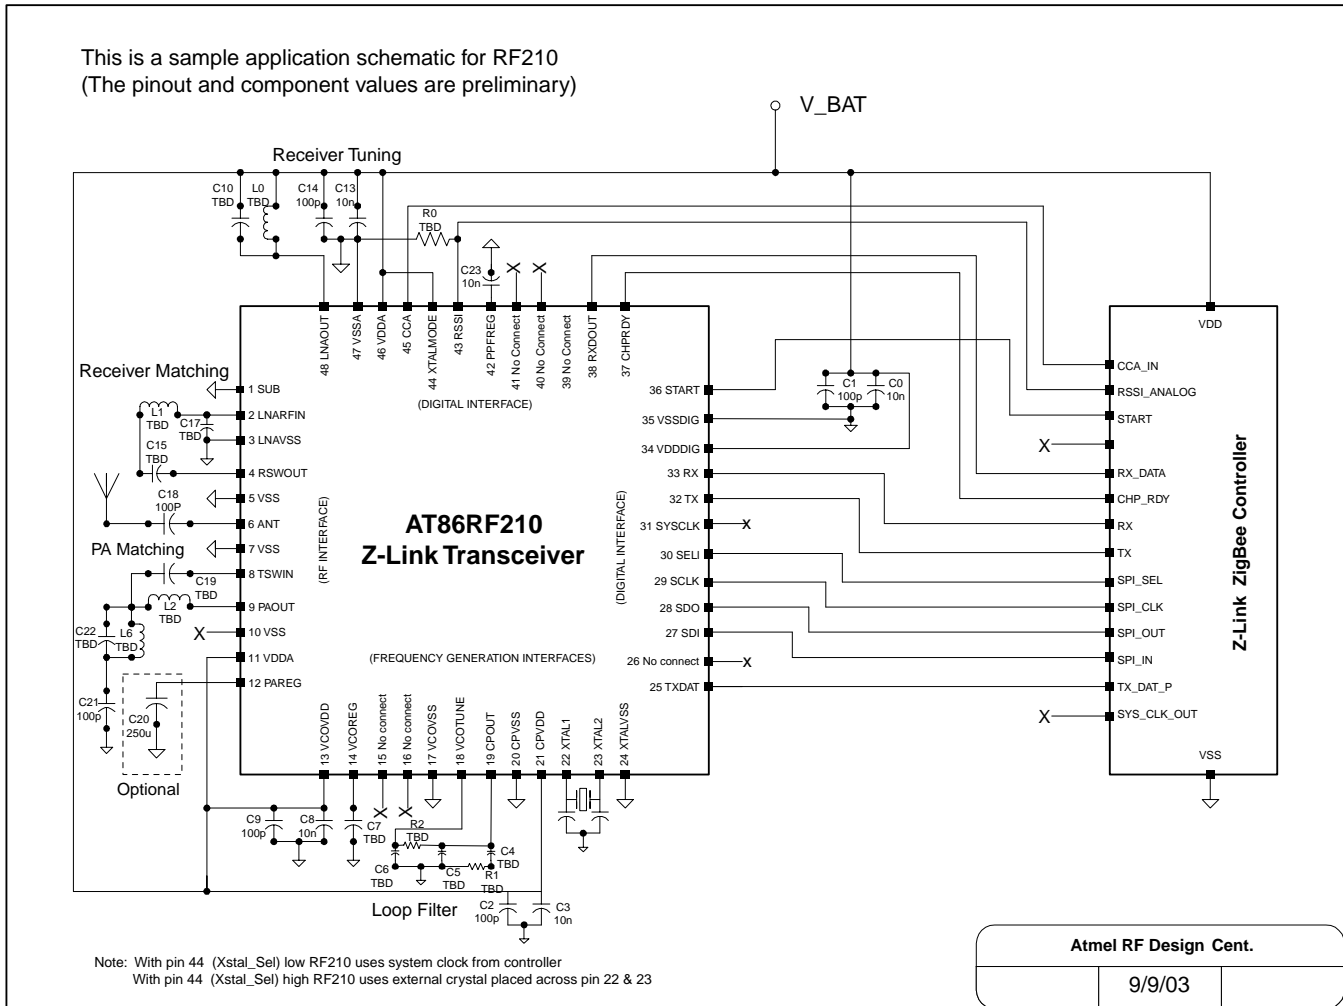 This is a sample application schematic for RF210
(The pinout and component values are preliminary)
V_BAT
Receiver Tuning
C10
TBD
L0
TBD
C14
100p
C13
10n
R0
TBD
C23
10n
X X
48 LNAOUT
47 VSSA
46 VDDA
45 CCA
44 XTALMODE
43 RSSI
42 PPFREG
41 No Connect
40 No Connect
39 No Connect
38 RXDOUT
37 CHPRDY
(DIGITAL INTERFACE)
Receiver Matching
L1
TBD
C17
TBD
C15
TBD
C18
100P
PA Matching
C19
TBD
L2
TBD
C22
TBD
L6
TBD
X
C21
100p
C20
250u
Optional
1 SUB
2 LNARFIN
3 LNAVSS
4 RSWOUT
5 VSS
6 ANT
7 VSS
8 TSWIN
9 PAOUT
10 VSS
11 VDDA
12 PAREG
(RF INTERFACE)
AT86RF210
Z-Link Transceiver
(DIGITAL INTERFACE)
(FREQUENCY GENERATION INTERFACES)
36 START
35 VSSDIG
34 VDDDIG
33 RX
32 TX
31 SYSCLK
X
30 SELI
29 SCLK
28 SDO
27 SDI
26 No connect
X
25 TXDAT
C1
100p
C0
10n
13 VCOVDD
14 VCOREG
15 No connect
16 No connect
17 VCOVSS
18 VCOTUNE
19 CPOUT
20 CPVSS
21 CPVDD
22 XTAL1
23 XTAL2
24 XTALVSS
X X
C9
100p
C8
10n
C7
TBD
R2
TBD
C6
TBD
C5
TBD
C4
TBD
R1
TBD
Loop Filter
C2
100p
C3
10n
VDD
CCA_IN
RSSI_ANALOG
START
X
RX_DATA
CHP_RDY
RX
TX
SPI_SEL
SPI_CLK
SPI_OUT
SPI_IN
TX_DAT_P
X
SYS_CLK_OUT
VSS
Z-Link ZigBee Controller
Note: With pin 44 (Xstal_Sel) low RF210 uses system clock from controller
With pin 44 (Xstal_Sel) high RF210 uses external crystal placed across pin 22 & 23
Atmel RF Design Cent.
9/9/03